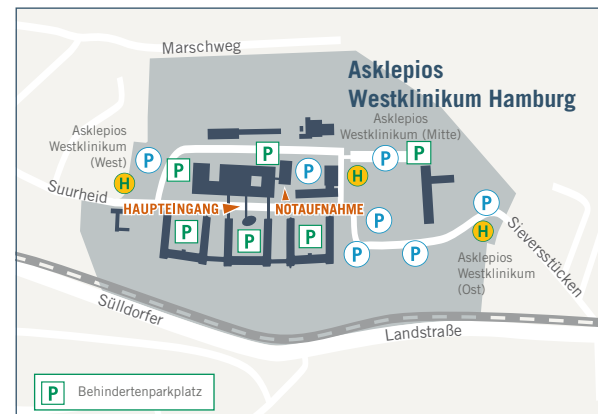 Marschweg
Asklepios
Westklinikum Hamburg
Asklepios
Westklinikum (Mitte)
Asklepios
Westklinikum
(West)
P
P
P
P
P
P
H
H
Suurheid
HAUPTEINGANG
NOTAUFNAHME
P
P
P
P
P
P
P
H
Sieversstücken
Asklepios
Westklinikum
(Ost)
Sülldorfer
Landstraße
P Behindertenparkplatz